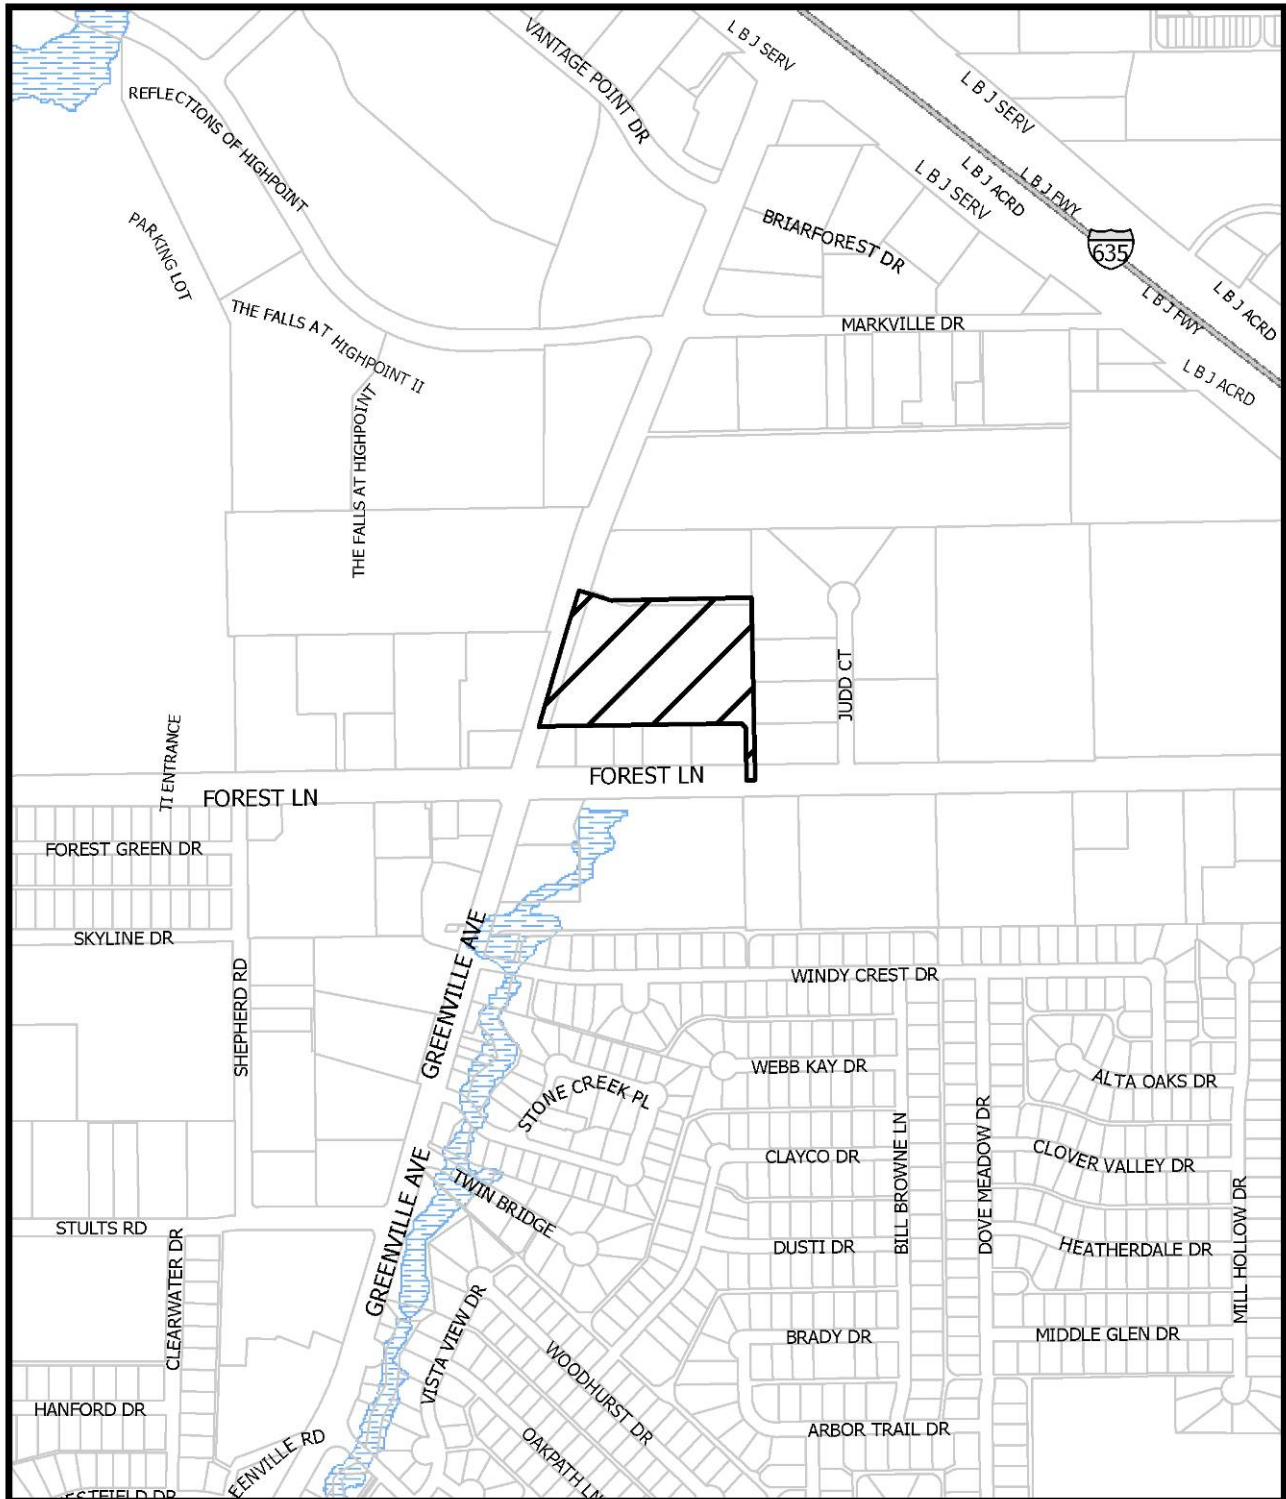 VANTAGE POINT DR
L B J SERV
L B J SERV
REFLECTIONS OF HIGHPOINT
L B J SERV
L B J ACRD
L B J FWY
PARKING LOT
BRIARFOREST DR
635
THE FALLS AT HIGHPOINT II
MARKVILLE DR
L B J FWY
L B J ACRD
L B J ACRD
THE FALLS AT HIGHPOINT
JUDD CT
TI ENTRANCE
FOREST LN
FOREST LN
FOREST GREEN DR
SKYLINE DR
SHEPHERD RD
GREENVILLE AVE
WINDY CREST DR
WEBB KAY DR
ALTA OAKS DR
STONE CREEK PL
CLAYCO DR
BILL BROWNE LN
DOVE MEADOW DR
CLOVER VALLEY DR
GREENVILLE AVE
TWIN BRIDGE
STULTS RD
CLEARWATER DR
DUSTI DR
HEATHERDALE DR
MILL HOLLOW DR
VISTA VIEW DR
WOODHURST DR
BRADY DR
MIDDLE GLEN DR
HANFORD DR
ARBOR TRAIL DR
EENVILLE RD
OAKPATH LN
ESTFIELD DR